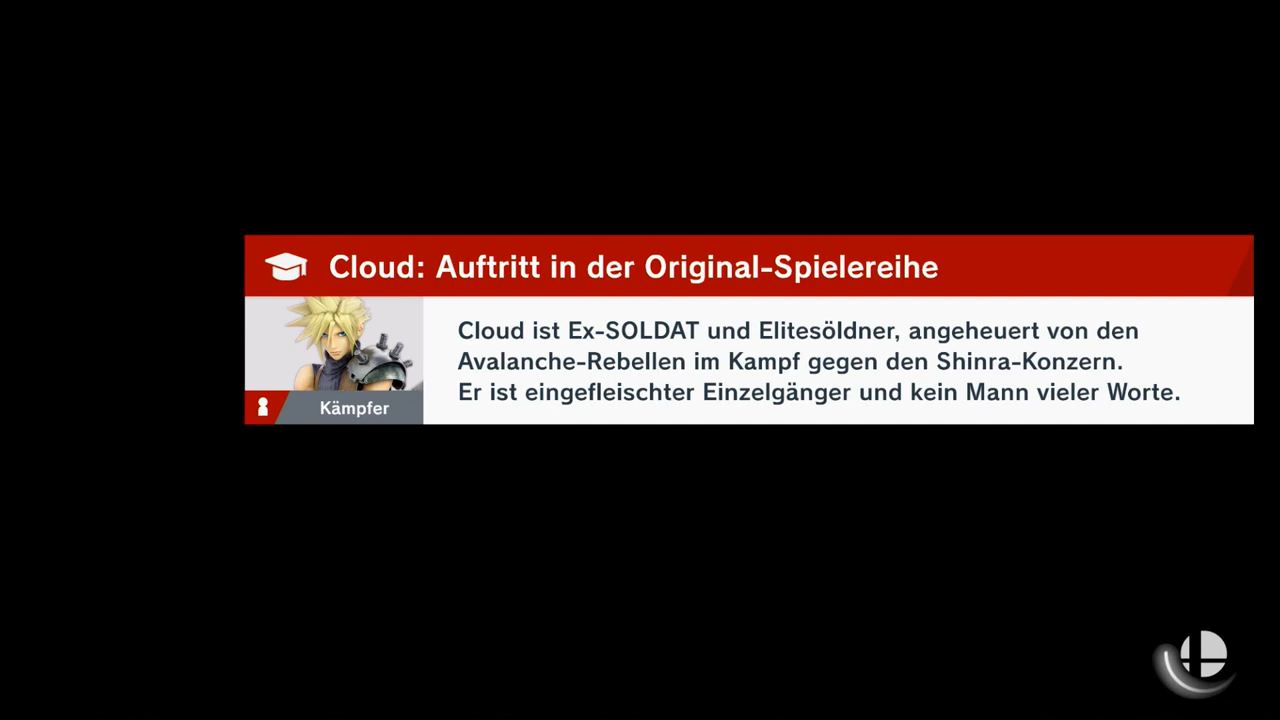 Cloud: Auftritt in der Original-Spielereihe
Cloud ist Ex-SOLDAT und Elitesöldner, angeheuert von den
Avalanche-Rebellen im Kampf gegen den Shinra-Konzern.
Er ist eingefleischter Einzelgänger und kein Mann vieler Worte.
Kämpfer